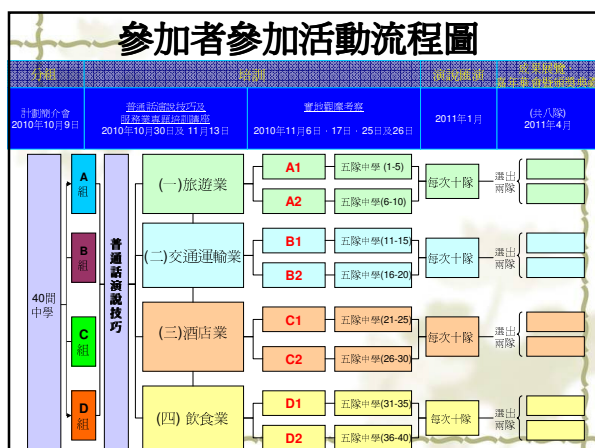 參加者參加活動流程圖
分組
培訓
計劃簡介會
2010年10月9日
普通話演說技巧及
服務業專題培訓講座
2010年10月30日及 11月13日
實地觀摩考察
2010年11月6日﹐17日﹐25日及26日
2011年1月
(共八隊)
2011年4月
40間
中學
A
組
B
組
C
組
D
組
普通話演說技巧
(一)旅遊業
A1
五隊中學 (1-5)
A2
五隊中學(6-10)
每次十隊
選出
兩隊
(二)交通運輸業
B1
五隊中學(11-15)
B2
五隊中學(16-20)
每次十隊
選出
兩隊
(三)酒店業
C1
五隊中學(21-25)
C2
五隊中學(26-30)
每次十隊
選出
兩隊
(四) 飲食業
D1
五隊中學(31-35)
D2
五隊中學(36-40)
每次十隊
選出
兩隊